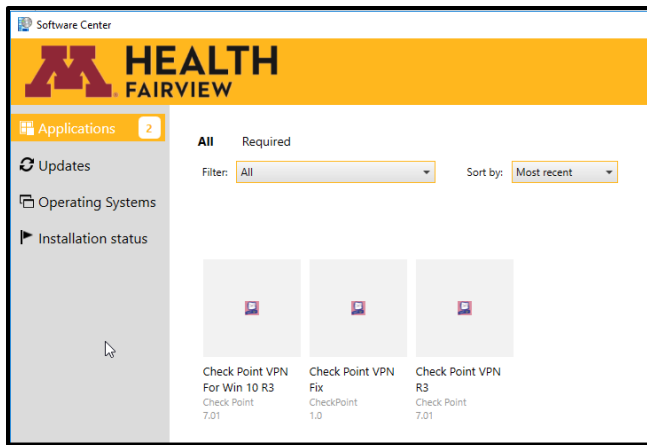 Software Center
M HEALTH
FAIRVIEW
Applications 2
Updates
Operating Systems
Installation status
All Required
Filter: All Sort by: Most recent
Check Point VPN
For Win 10 R3
Check Point
7.01
Check Point VPN
Fix
CheckPoint
1.0
Check Point VPN
R3
Check Point
7.01